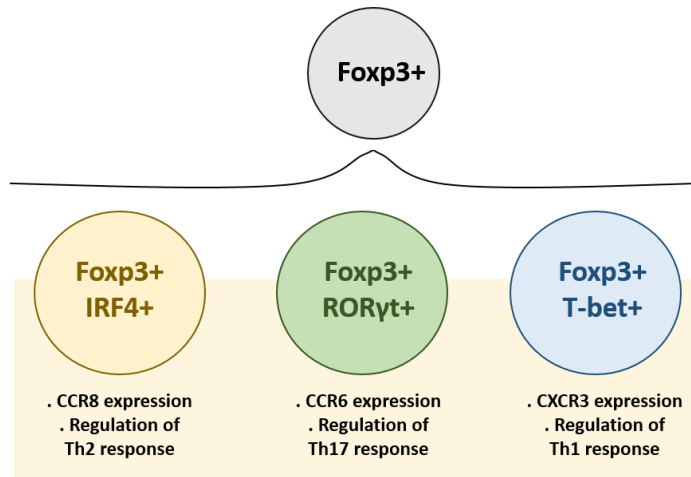 Foxp3+
Foxp3+
IRF4+
Foxp3+
RORγt+
Foxp3+
T-bet+
. CCR8 expression
. Regulation of
Th2 response
. CCR6 expression
. Regulation of
Th17 response
. CXCR3 expression
. Regulation of
Th1 response